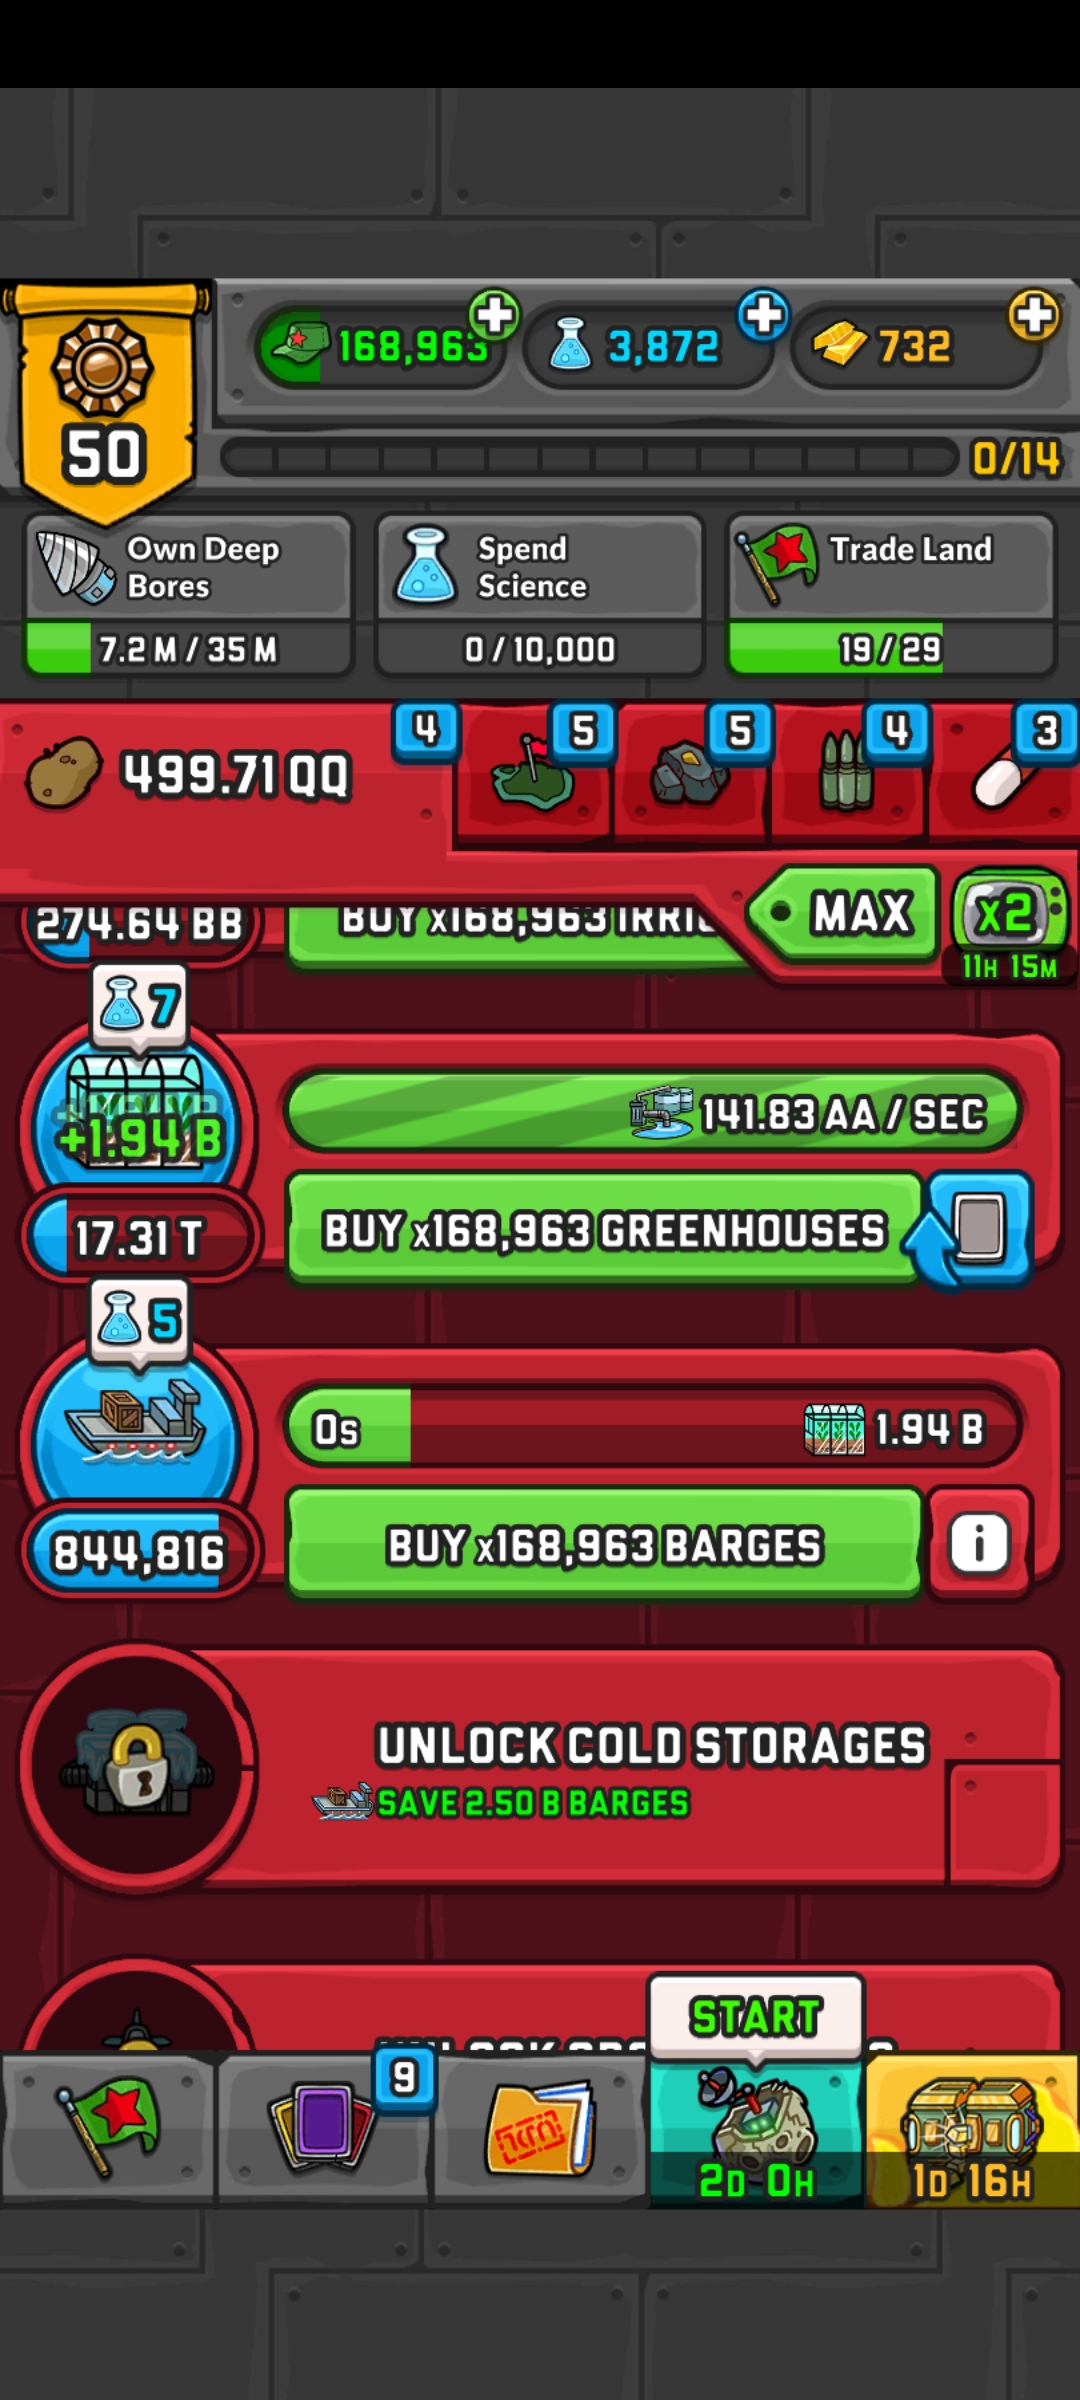 50
168,963
3,872
732
0/14
Own Deep
Bores
7.2 M / 35 M
Spend
Science
0 / 10,000
Trade Land
19 / 29
499.71 QQ
4
5
5
4
3
MAX
x2
11H 15M
274.64 BB
BUY x168,963
7
+1.94 B
141.83 AA / SEC
17.31 T
BUY x168,963 GREENHOUSES
5
0s
1.94 B
844,816
BUY x168,963 BARGES
i
UNLOCK COLD STORAGES
SAVE 2.50 B BARGES
START
9
2D 0H
1D 16H